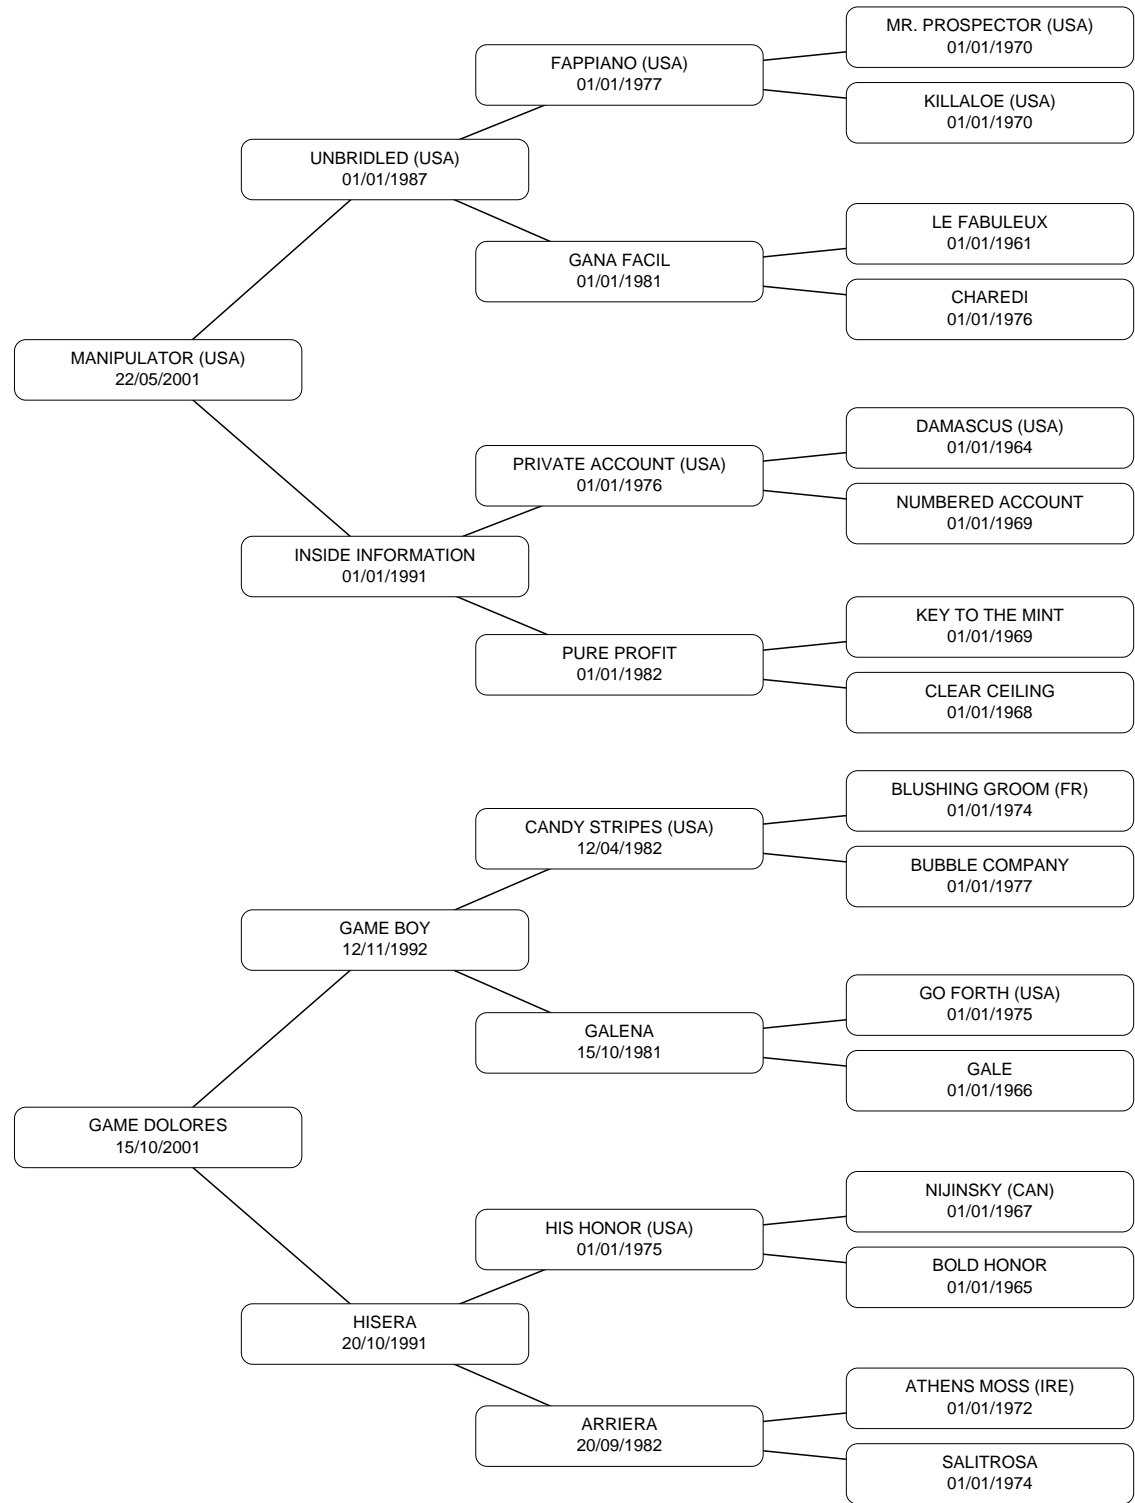 MR. PROSPECTOR (USA)
01/01/1970
FAPPIANO (USA)
01/01/1977
KILLALOE (USA)
01/01/1970
UNBRIDLED (USA)
01/01/1987
LE FABULEUX
01/01/1961
GANA FACIL
01/01/1981
CHAREDI
01/01/1976
MANIPULATOR (USA)
22/05/2001
DAMASCUS (USA)
01/01/1964
PRIVATE ACCOUNT (USA)
01/01/1976
NUMBERED ACCOUNT
01/01/1969
INSIDE INFORMATION
01/01/1991
KEY TO THE MINT
01/01/1969
PURE PROFIT
01/01/1982
CLEAR CEILING
01/01/1968
BLUSHING GROOM (FR)
01/01/1974
CANDY STRIPES (USA)
12/04/1982
BUBBLE COMPANY
01/01/1977
GAME BOY
12/11/1992
GO FORTH (USA)
01/01/1975
GALENA
15/10/1981
GALE
01/01/1966
GAME DOLORES
15/10/2001
NIJINSKY (CAN)
01/01/1967
HIS HONOR (USA)
01/01/1975
BOLD HONOR
01/01/1965
HISERA
20/10/1991
ATHENS MOSS (IRE)
01/01/1972
ARRIERA
20/09/1982
SALITROSA
01/01/1974